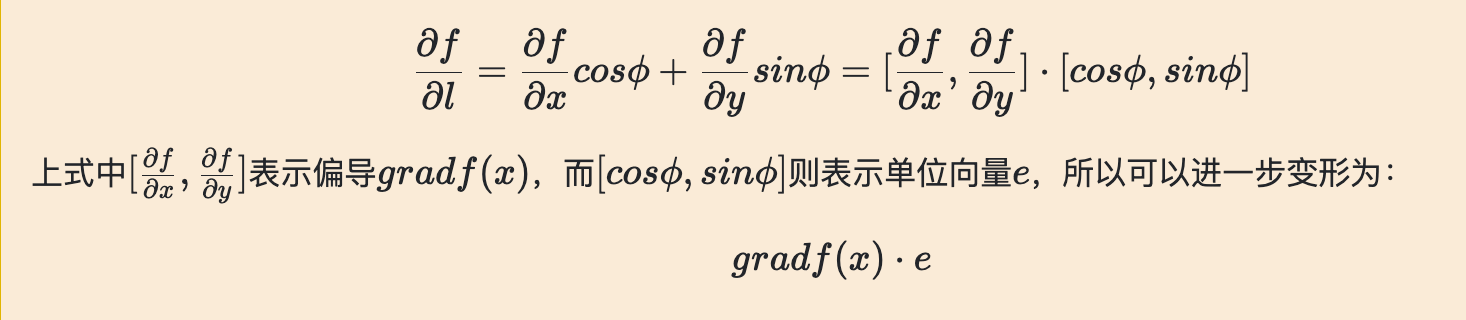 ∂f/∂l = ∂f/∂x cosϕ + ∂f/∂y sinϕ = [∂f/∂x, ∂f/∂y] · [cosϕ, sinϕ]
上式中[∂f/∂x, ∂f/∂y]表示偏导gradf(x)，而[cosϕ, sinϕ]则表示单位向量e，所以可以进一步变形为：
gradf(x) · e